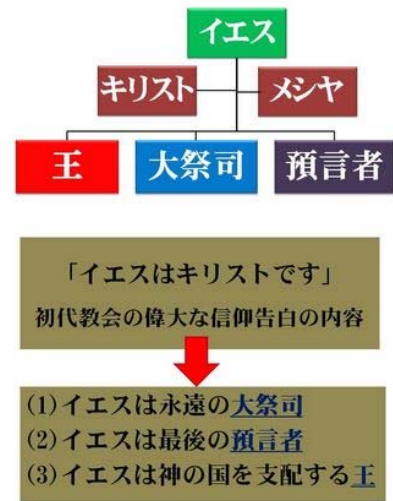 イエス
キリスト
メシヤ
王
大祭司
預言者
「イエスはキリストです」
初代教会の偉大な信仰告白の内容
(1)イエスは永遠の大祭司
(2)イエスは最後の預言者
(3)イエスは神の国を支配する王